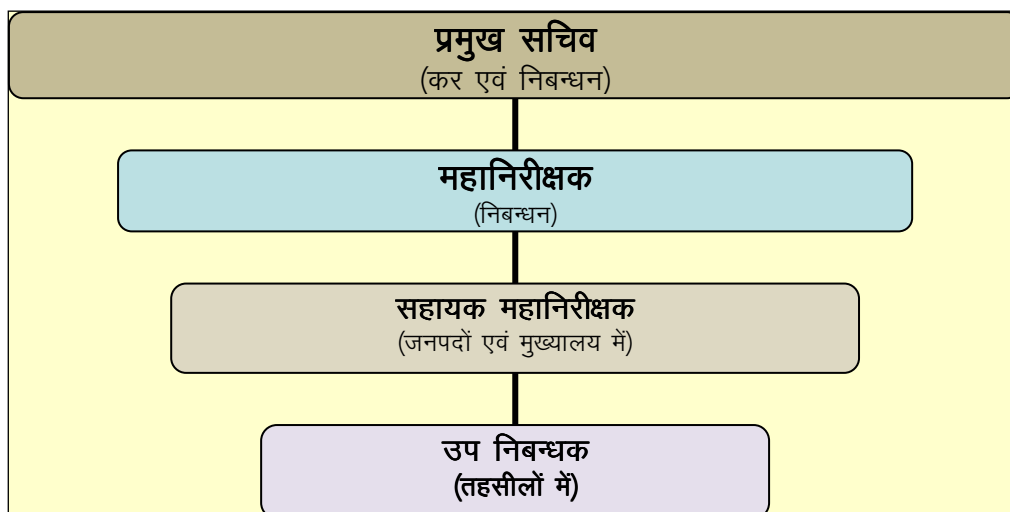 प्रमुख सचिव
(कर एवं निबन्धन)
महानिरीक्षक
(निबन्धन)
सहायक महानिरीक्षक
(जनपदों एवं मुख्यालय में)
उप निबन्धक
(तहसीलों में)